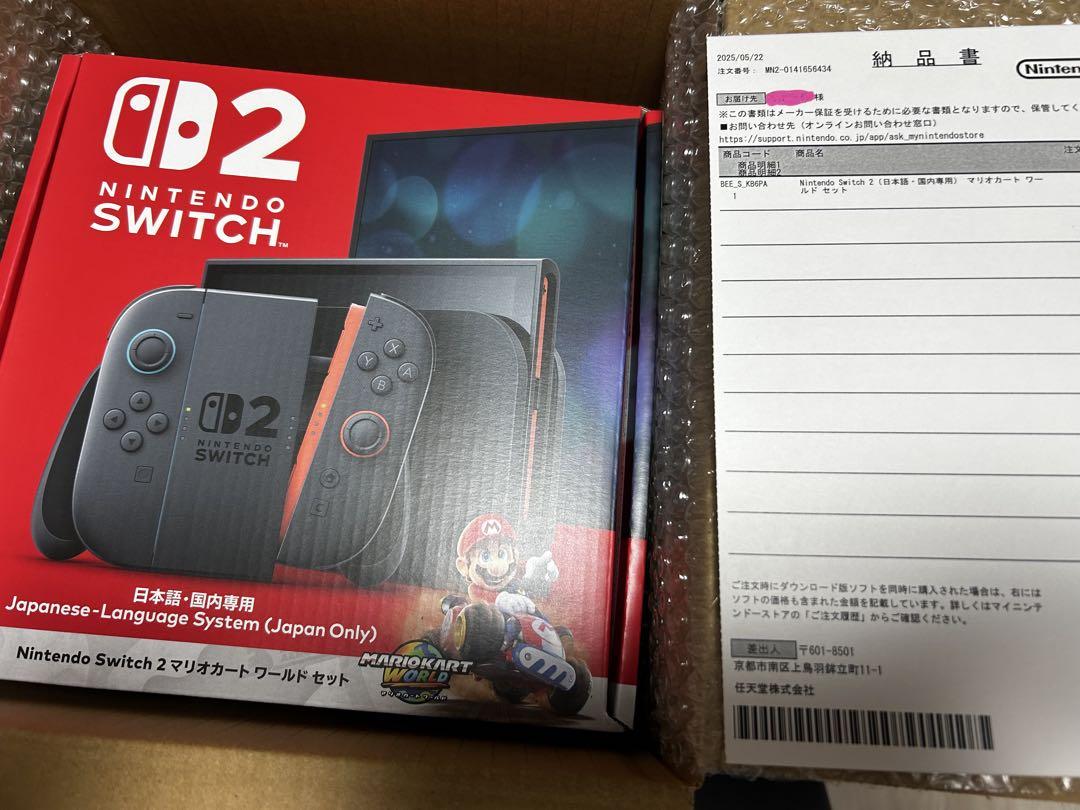 2
NINTENDO
SWITCH
TM
Y
X
A
B
2
NINTENDO
SWITCH
C
M
日本語・国内専用
Japanese-Language System (Japan Only)
Nintendo Switch 2 マリオカート ワールド セット
MARIOKART
WORLD
マリオカートワールド
2025/05/22
納品書
注文番号： MN2-0141656434
お届け先
様
※この書類はメーカー保証を受けるために必要な書類となりますので、保管してく
■お問い合わせ先（オンラインお問い合わせ窓口）
https://support.nintendo.co.jp/app/ask_mynintendostore
商品コード 商品名 注文
商品明細1
商品明細2
BEE_S_KB6PA Nintendo Switch 2（日本語・国内専用） マリオカート ワー
ルド セット
1
ご注文時にダウンロード版ソフトを同時に購入された場合は、右には
ソフトの価格も含まれた金額を記載しています。詳しくはマイニンテ
ンドーストアの「ご注文履歴」からご確認ください。
差出人 〒601-8501
京都市南区上鳥羽鉾立町11-1
任天堂株式会社